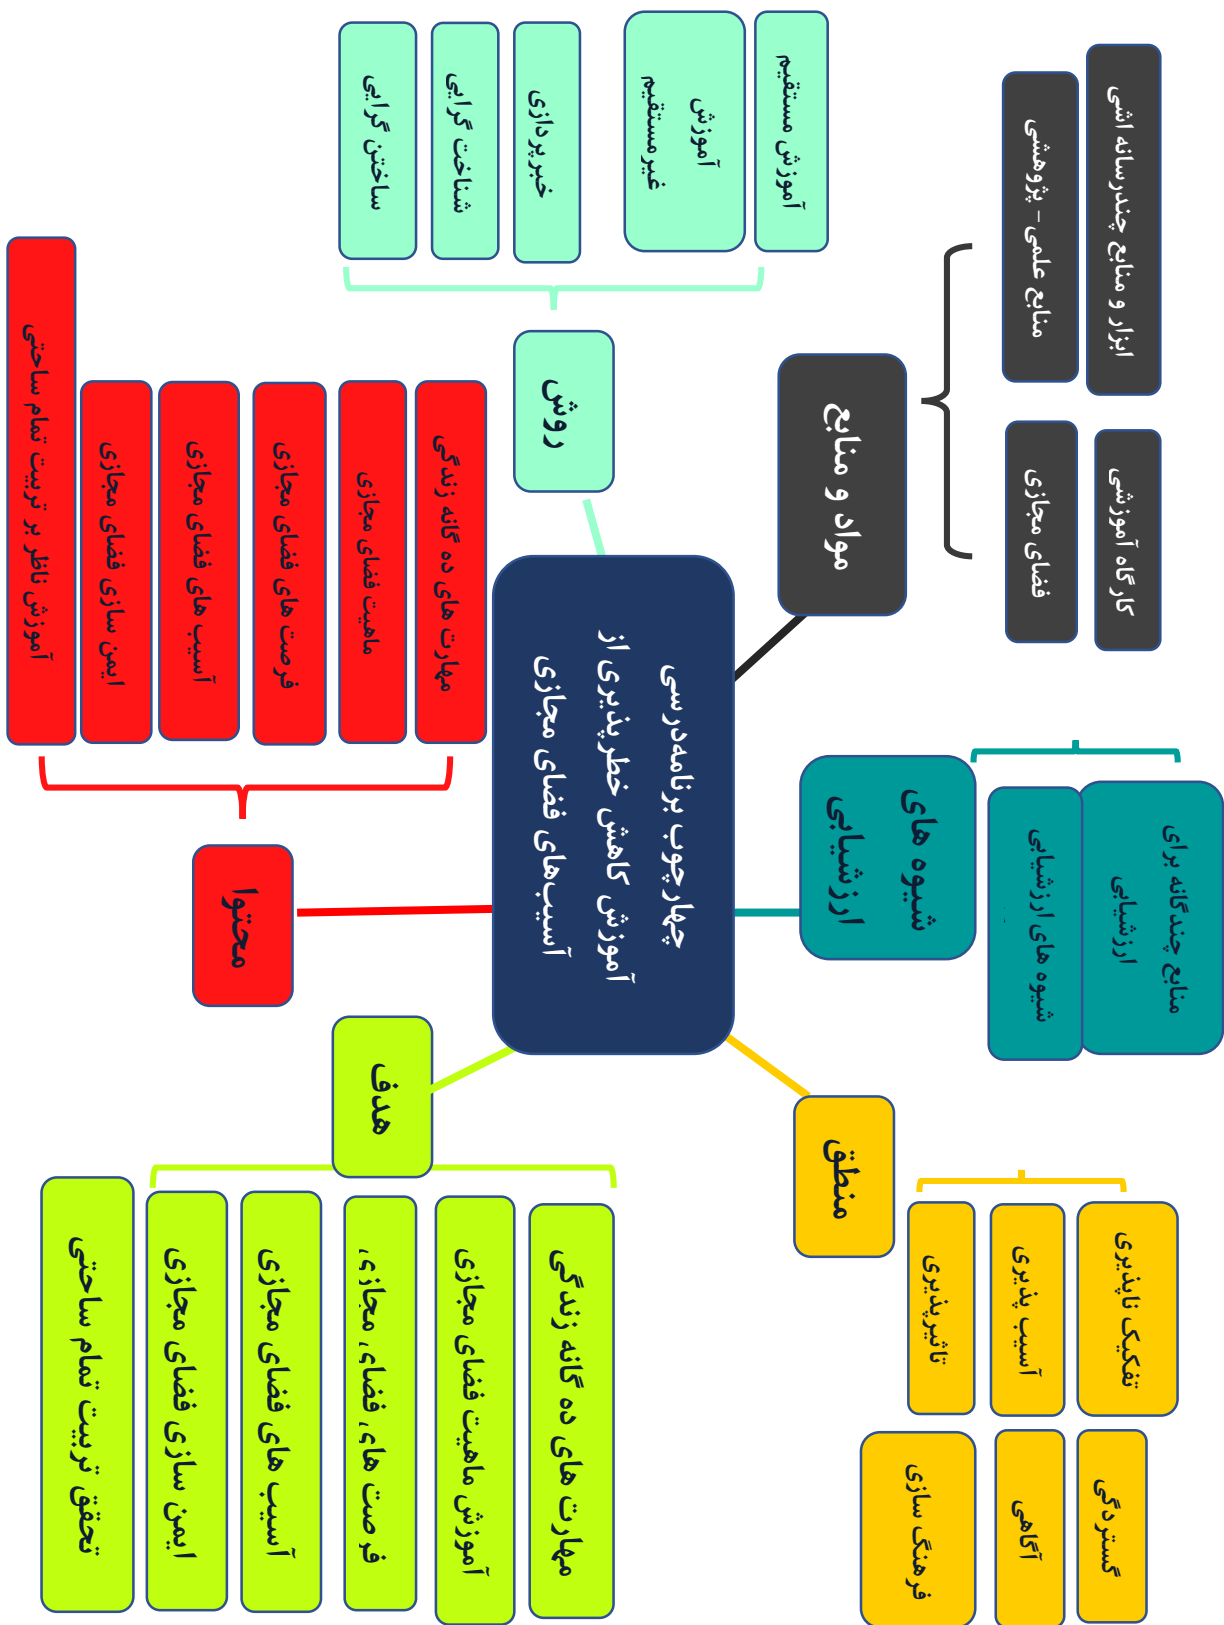 ابزار و منابع چندرسانه اشی
منابع علمی- پژوهشی
کارگاه آموزشی
فضای مجازی
مواد و منابع
آموزش مستقیم
آموزش
غیرمستقیم
خبرپردازی
شناخت گرایی
ساختن گرایی
روش
چهارچوب برنامه‌درسی
آموزش کاهش خطرپذیری از
آسیب‌های فضای مجازی
منابع چندگانه برای
ارزشیابی
شیوه های ارزشیابی
شیوه های
ارزشیابی
تفکیک ناپذیری
آسیب پذیری
تاثیرپذیری
گستردگی
آگاهی
فرهنگ سازی
منطق
مهارت های ده گانه زندگی
ماهیت فضای مجازی
فرصت های فضای مجازی
آسیب های فضای مجازی
ایمن سازی فضای مجازی
آموزش ناظر بر تربیت تمام ساحتی
محتوا
هدف
مهارت های ده گانه زندگی
آموزش ماهیت فضای مجازی
فرصت های فضای مجازی
آسیب های فضای مجازی
ایمن سازی فضای مجازی
تحقق تربیت تمام ساحتی